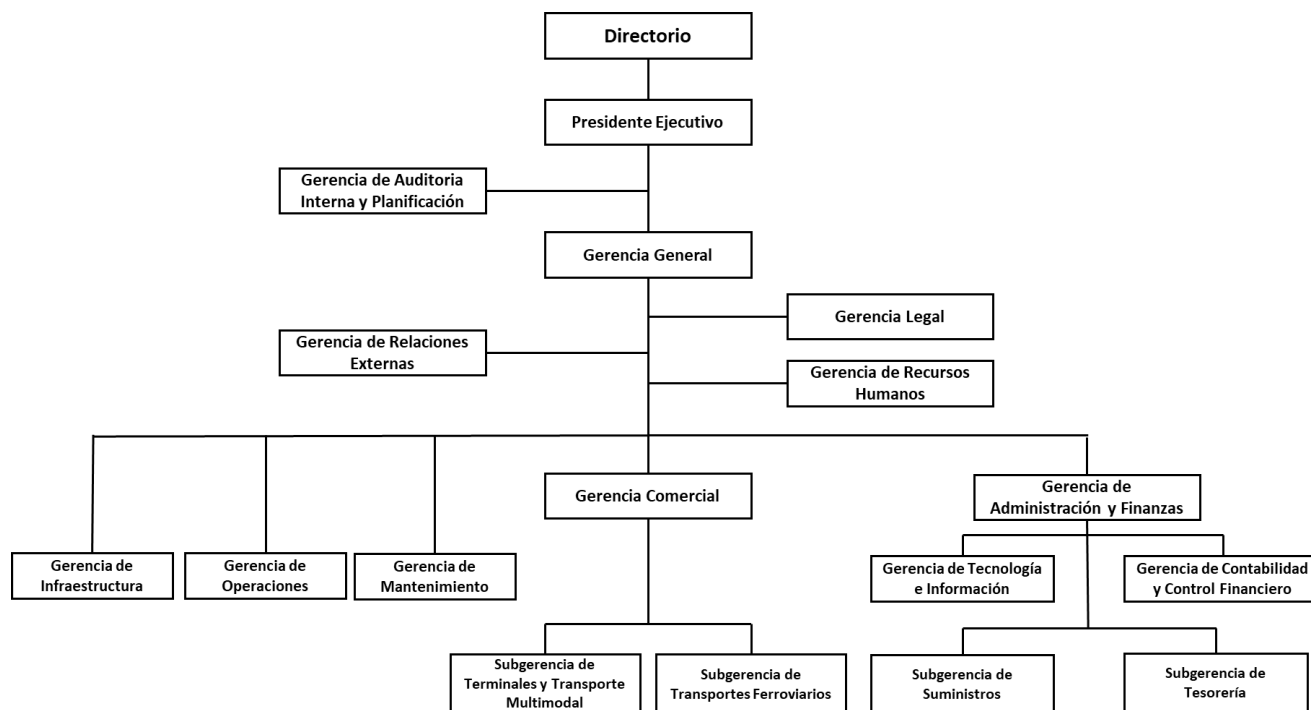 Directorio
Presidente Ejecutivo
Gerencia de Auditoria
Interna y Planificación
Gerencia General
Gerencia Legal
Gerencia de Relaciones
Externas
Gerencia de Recursos
Humanos
Gerencia Comercial
Gerencia de
Administración y Finanzas
Gerencia de
Infraestructura
Gerencia de
Operaciones
Gerencia de
Mantenimiento
Gerencia de Tecnología
e Información
Gerencia de Contabilidad
y Control Financiero
Subgerencia de
Terminales y Transporte
Multimodal
Subgerencia de
Transportes Ferroviarios
Subgerencia de
Suministros
Subgerencia de
Tesorería